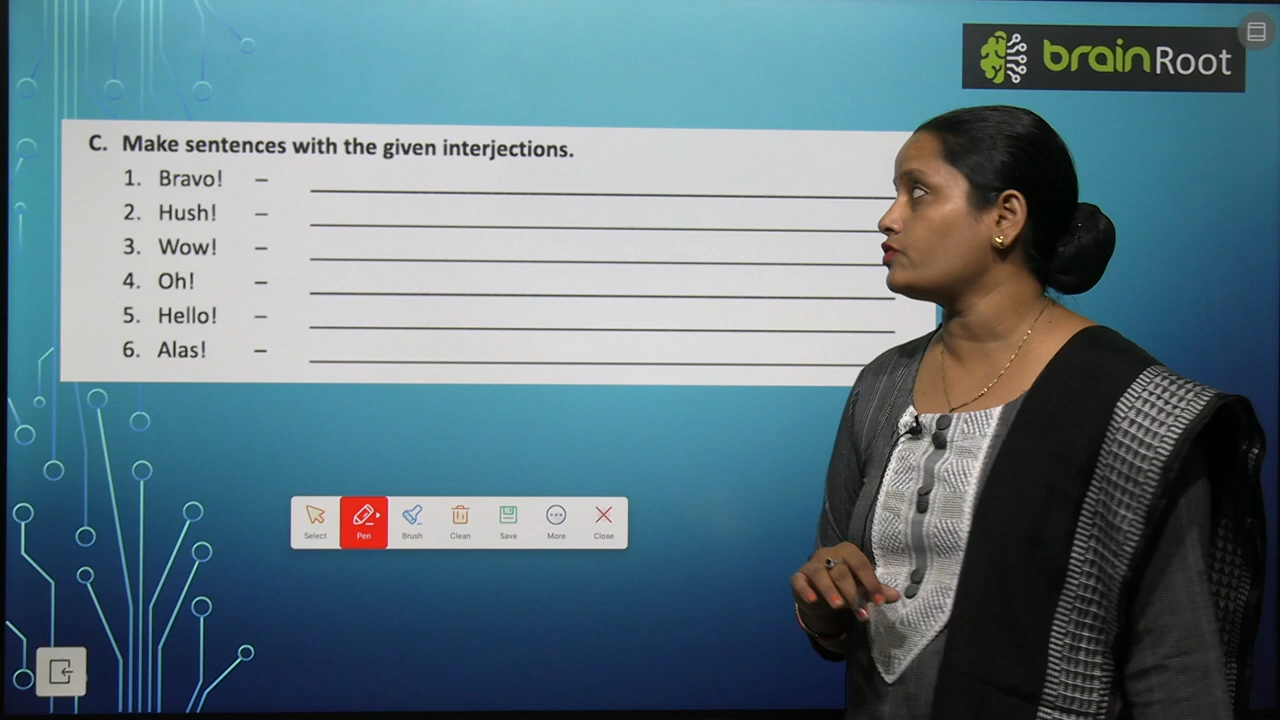 brainRoot
C. Make sentences with the given interjections.
1. Bravo! –
2. Hush! –
3. Wow! –
4. Oh! –
5. Hello! –
6. Alas! –
Select Pen Brush Clean Save More Close